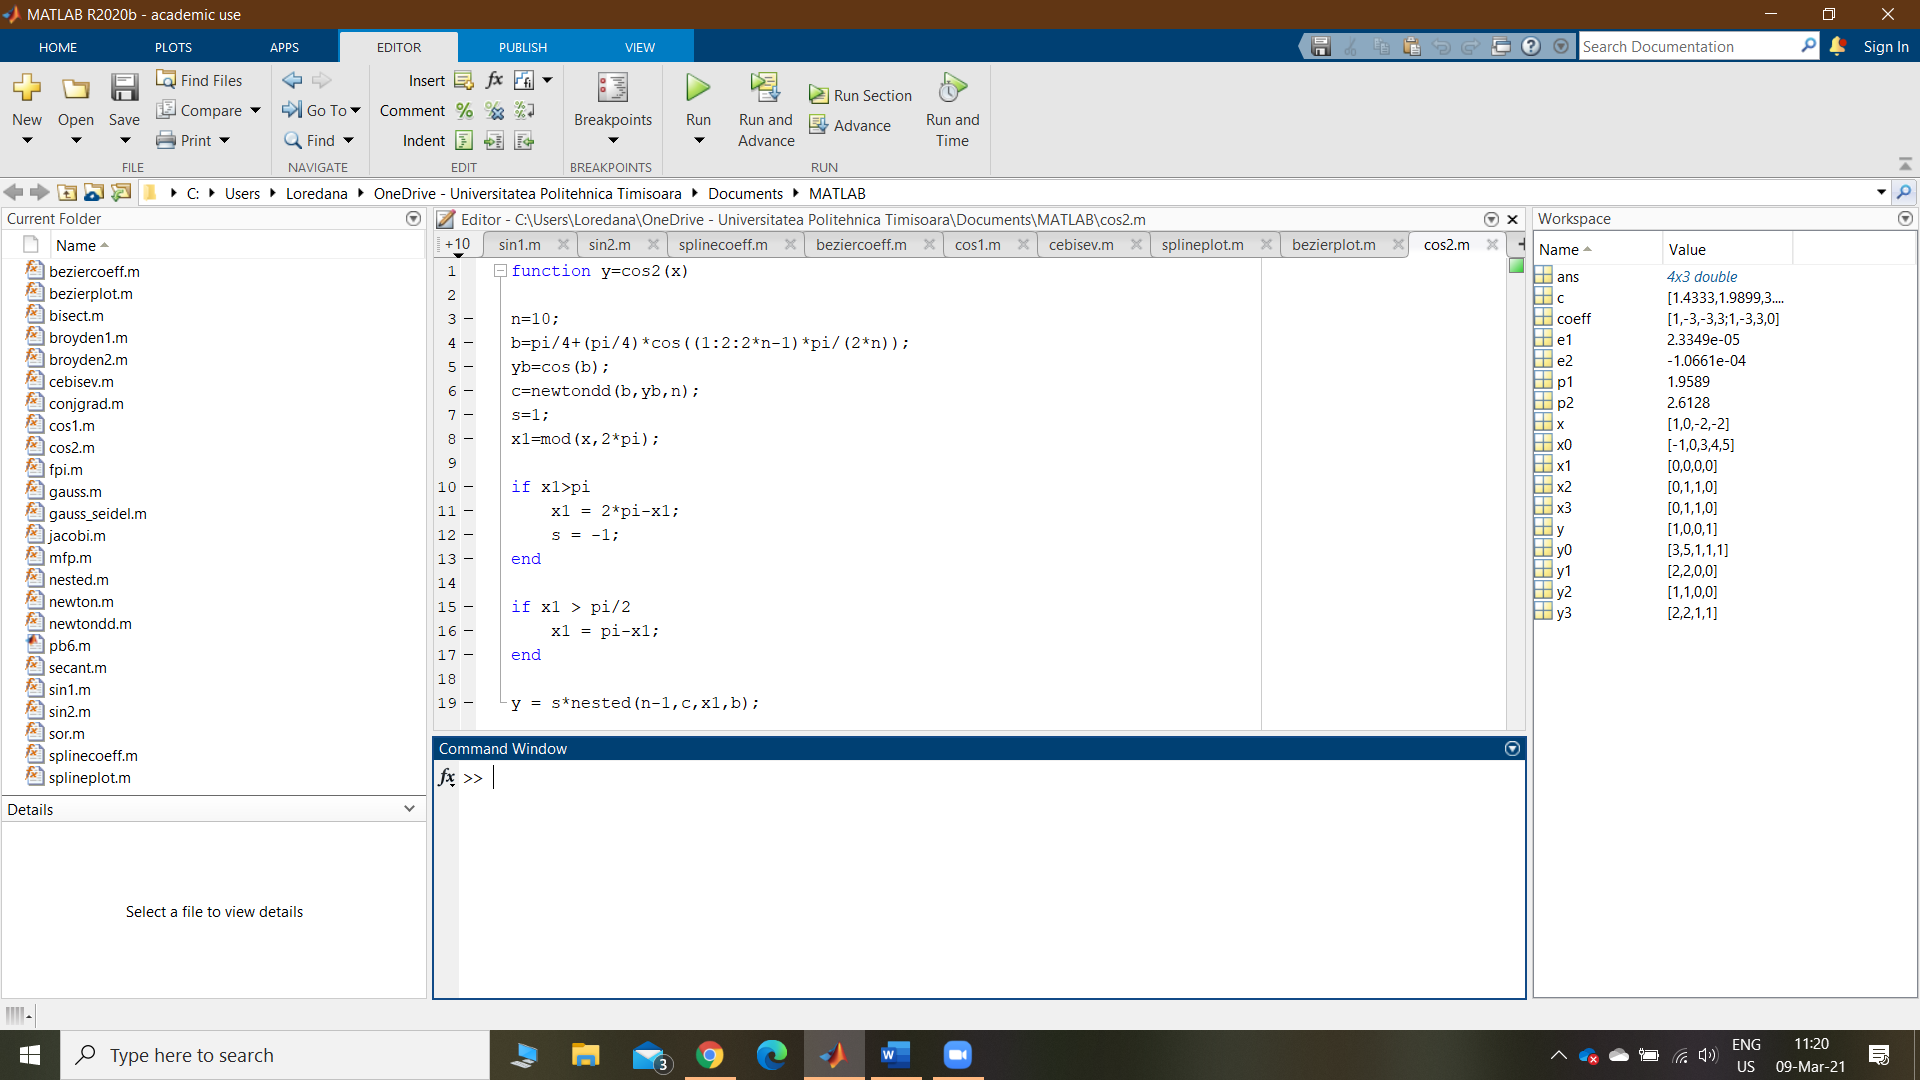 MATLAB R2020b - academic use
HOME PLOTS APPS EDITOR PUBLISH VIEW
Search Documentation
Sign In
New
Open
Save
Find Files
Compare
Print
FILE
Go To
Find
NAVIGATE
Insert
Comment
Indent
EDIT
Breakpoints
BREAKPOINTS
Run
Run and Advance
Run Section
Advance
Run and Time
RUN
C: Users Loredana OneDrive - Universitatea Politehnica Timisoara Documents MATLAB
Current Folder
Name
beziercoeff.m
bezierplot.m
bisect.m
broyden1.m
broyden2.m
cebisev.m
conjgrad.m
cos1.m
cos2.m
fpi.m
gauss.m
gauss_seidel.m
jacobi.m
mfp.m
nested.m
newton.m
newtondd.m
pb6.m
secant.m
sin1.m
sin2.m
sor.m
splinecoeff.m
splineplot.m
Details
Select a file to view details
Editor - C:\Users\Loredana\OneDrive - Universitatea Politehnica Timisoara\Documents\MATLAB\cos2.m
+10 sin1.m sin2.m splinecoeff.m beziercoeff.m cos1.m cebisev.m splineplot.m bezierplot.m cos2.m
1 function y=cos2(x)
2
3 n=10;
4 b=pi/4+(pi/4)*cos((1:2:2*n-1)*pi/(2*n));
5 yb=cos(b);
6 c=newtondd(b,yb,n);
7 s=1;
8 x1=mod(x,2*pi);
9
10 if x1>pi
11 x1 = 2*pi-x1;
12 s = -1;
13 end
14
15 if x1 > pi/2
16 x1 = pi-x1;
17 end
18
19 y = s*nested(n-1,c,x1,b);
Command Window
fx >>
Workspace
Name Value
ans 4x3 double
c [1.4333,1.9899,3....
coeff [1,-3,-3,3;1,-3,3,0]
e1 2.3349e-05
e2 -1.0661e-04
p1 1.9589
p2 2.6128
x [1,0,-2,-2]
x0 [-1,0,3,4,5]
x1 [0,0,0,0]
x2 [0,1,1,0]
x3 [0,1,1,0]
y [1,0,0,1]
y0 [3,5,1,1,1]
y1 [2,2,0,0]
y2 [1,1,0,0]
y3 [2,2,1,1]
Type here to search
3
ENG
US
11:20
09-Mar-21